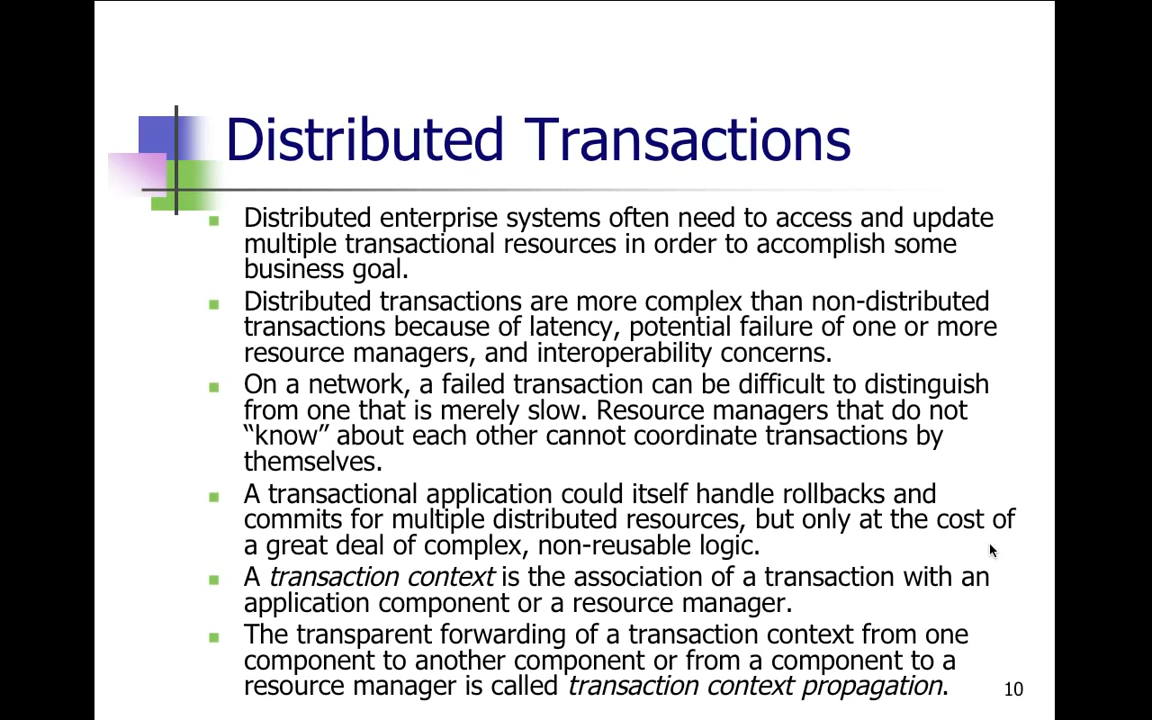 Distributed Transactions
Distributed enterprise systems often need to access and update
multiple transactional resources in order to accomplish some
business goal.
Distributed transactions are more complex than non-distributed
transactions because of latency, potential failure of one or more
resource managers, and interoperability concerns.
On a network, a failed transaction can be difficult to distinguish
from one that is merely slow. Resource managers that do not
“know” about each other cannot coordinate transactions by
themselves.
A transactional application could itself handle rollbacks and
commits for multiple distributed resources, but only at the cost of
a great deal of complex, non-reusable logic.
A transaction context is the association of a transaction with an
application component or a resource manager.
The transparent forwarding of a transaction context from one
component to another component or from a component to a
resource manager is called transaction context propagation.
10